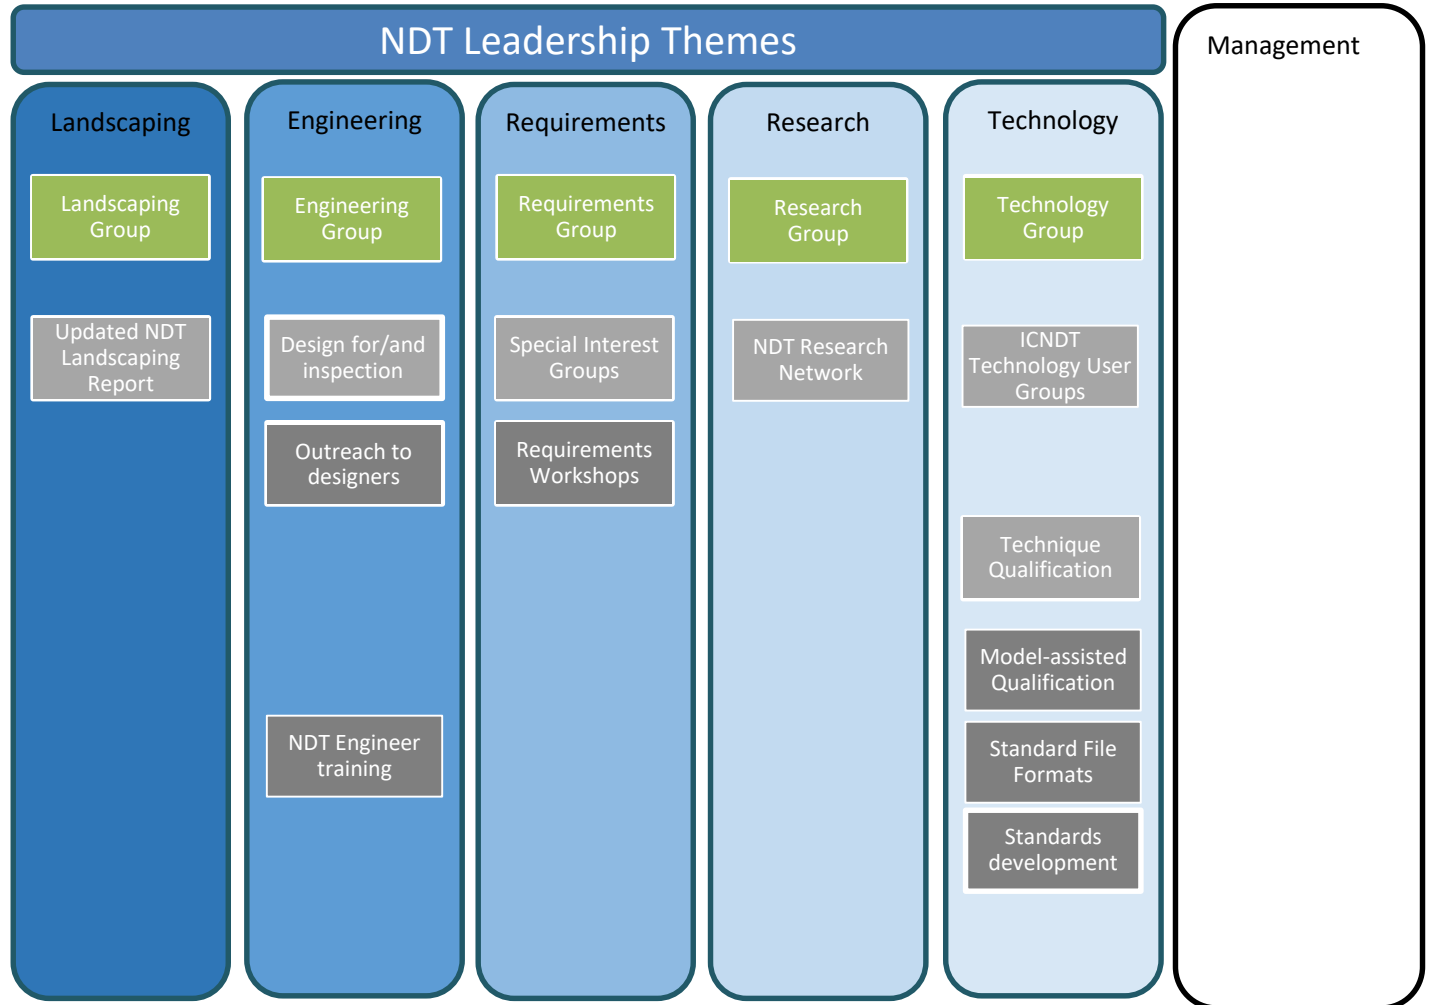 NDT Leadership Themes
Management
Landscaping
Landscaping
Group
Updated NDT
Landscaping
Report
Engineering
Engineering
Group
Design for/and
inspection
Outreach to
designers
NDT Engineer
training
Requirements
Requirements
Group
Special Interest
Groups
Requirements
Workshops
Research
Research
Group
NDT Research
Network
Technology
Technology
Group
ICNDT
Technology User
Groups
Technique
Qualification
Model-assisted
Qualification
Standard File
Formats
Standards
development